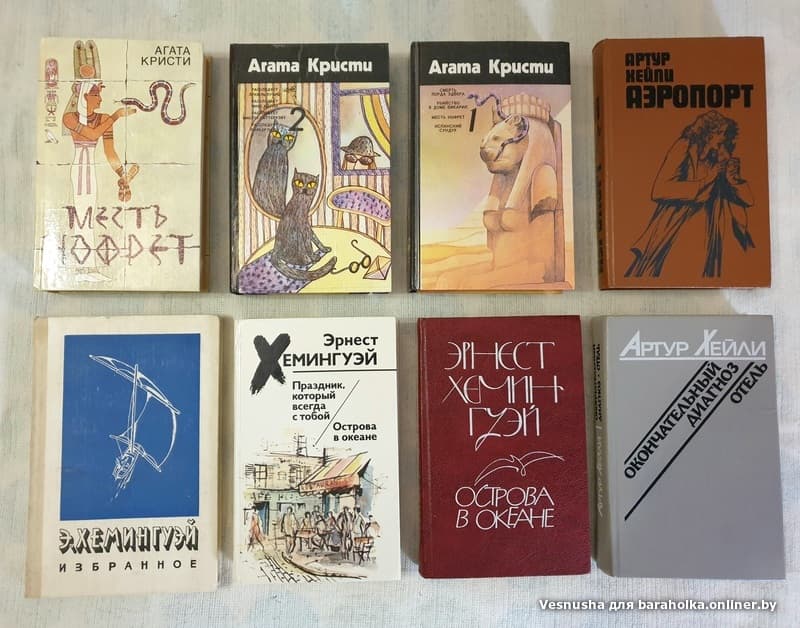 АГАТА
КРИСТИ
МЕСТЬ
НОФРЕТ
Агата Кристи
2
Агата Кристи
СМЕРТЬ
ЛОРДА ЭДВЕРА
УБИЙСТВО
В ДОМЕ ВИКАРИЯ
МЕСТЬ НОФРЕТ
ИСПАНСКИЙ
СУНДУК
1
АРТУР
ХЕЙЛИ
АЭРОПОРТ
Э.ХЕМИНГУЭЙ
ИЗБРАННОЕ
Эрнест
ХЕМИНГУЭЙ
Праздник,
который
всегда
с тобой
Острова
в океане
ЭРНЕСТ
ХЕМИН
ГУЭЙ
ОСТРОВА
В ОКЕАНЕ
АРТУР ХЕЙЛИ
ОКОНЧАТЕЛЬНЫЙ
ДИАГНОЗ
ОТЕЛЬ
Vesnusha для baraholka.onliner.by